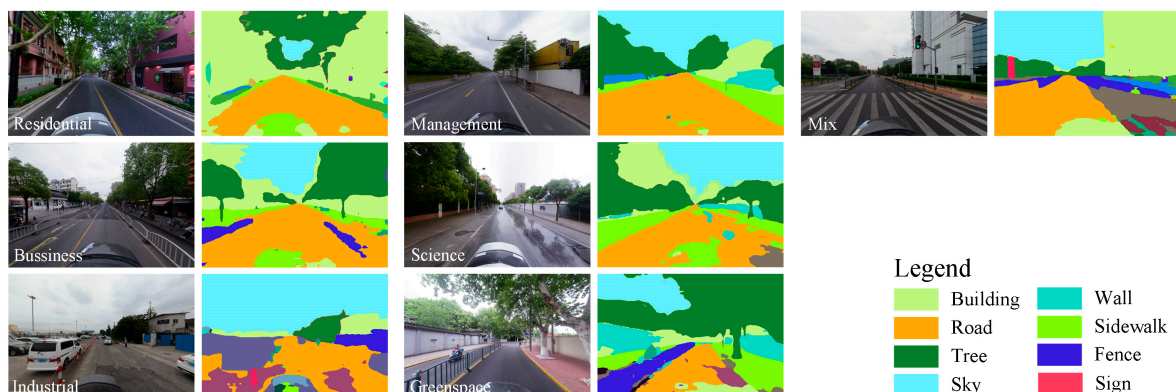 Residential
Management
Mix
Bussiness
Science
Industrial
Greenspace
Legend
Building
Wall
Road
Sidewalk
Tree
Fence
Sky
Sign